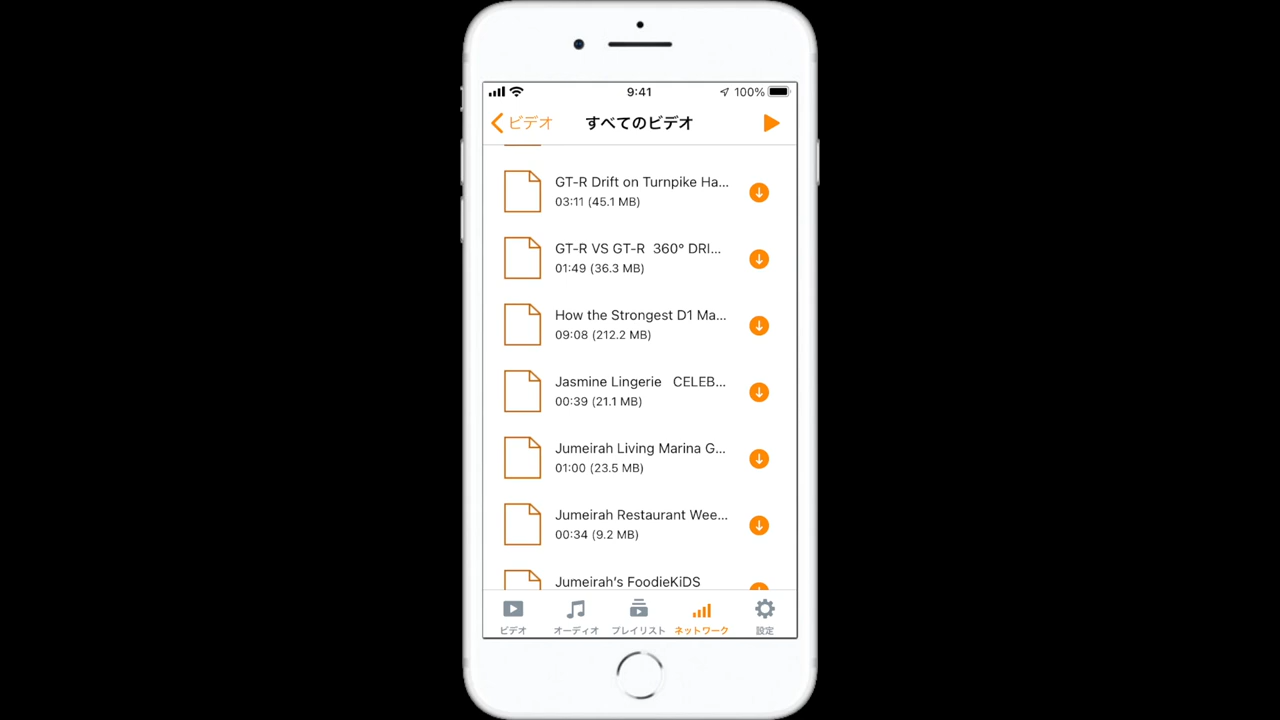 9:41
100%
ビデオ
すべてのビデオ
GT-R Drift on Turnpike Ha...
03:11 (45.1 MB)
GT-R VS GT-R  360° DRI...
01:49 (36.3 MB)
How the Strongest D1 Ma...
09:08 (212.2 MB)
Jasmine Lingerie   CELEB...
00:39 (21.1 MB)
Jumeirah Living Marina G...
01:00 (23.5 MB)
Jumeirah Restaurant Wee...
00:34 (9.2 MB)
Jumeirah's FoodieKiDS
ビデオ
オーディオ
プレイリスト
ネットワーク
設定